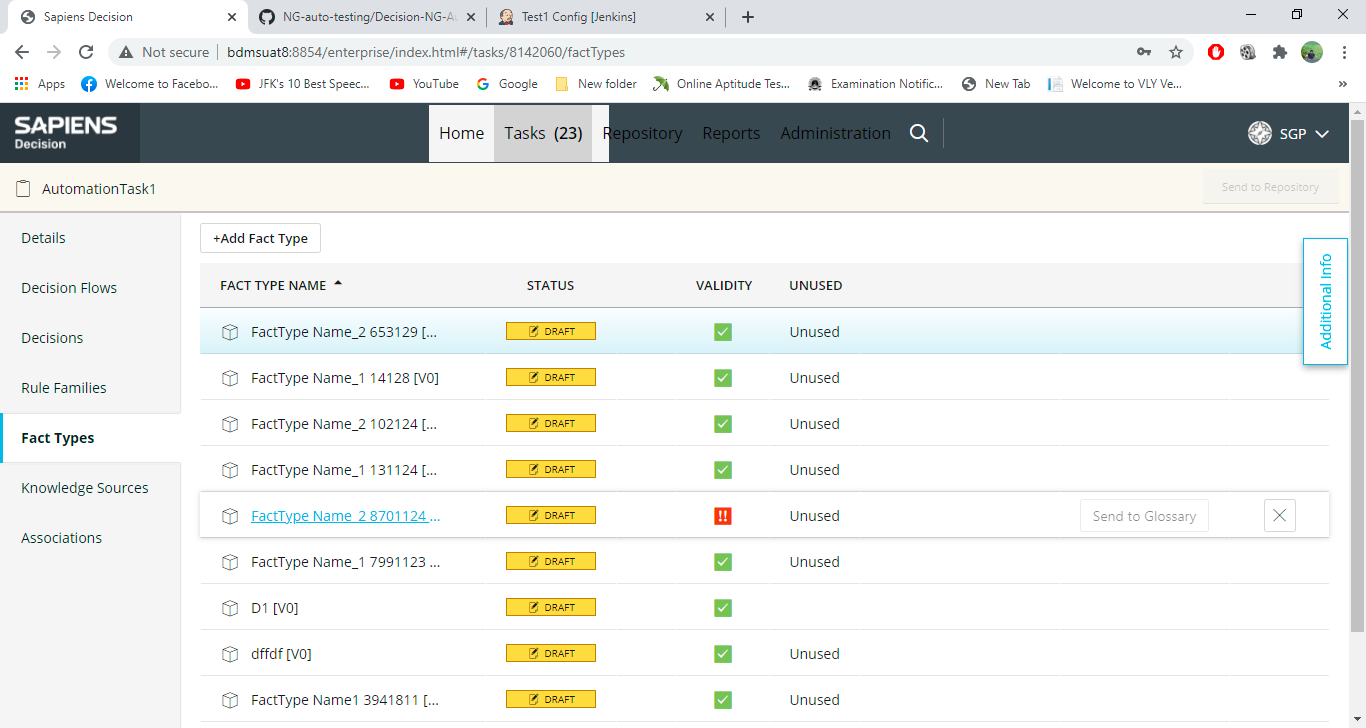 Sapiens Decision
NG-auto-testing/Decision-NG-Au
Test1 Config [Jenkins]
Not secure | bdmsuat8:8854/enterprise/index.html#/tasks/8142060/factTypes
Apps
Welcome to Facebo...
JFK's 10 Best Speec...
YouTube
Google
New folder
Online Aptitude Tes...
Examination Notific...
New Tab
Welcome to VLY Ve...
»
SAPIENS
Decision
Home
Tasks (23)
Repository
Reports
Administration
SGP
AutomationTask1
Send to Repository
Details
Decision Flows
Decisions
Rule Families
Fact Types
Knowledge Sources
Associations
+Add Fact Type
Additional Info
FACT TYPE NAME STATUS VALIDITY UNUSED
FactType Name_2 653129 [... DRAFT Unused
FactType Name_1 14128 [V0] DRAFT Unused
FactType Name_2 102124 [... DRAFT Unused
FactType Name_1 131124 [... DRAFT Unused
FactType Name_2 8701124 ... DRAFT !! Unused Send to Glossary
FactType Name_1 7991123 ... DRAFT Unused
D1 [V0] DRAFT
dffdf [V0] DRAFT Unused
FactType Name1 3941811 [... DRAFT Unused